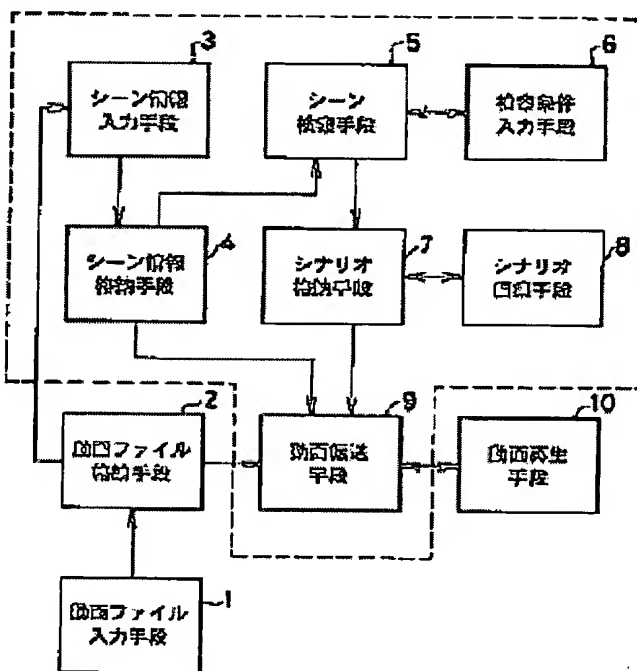 3
シーン情報
入力手段
5
シーン
検索手段
6
検索条件
入力手段
4
シーン情報
格納手段
7
シナリオ
格納手段
8
シナリオ
手段
2
動画ファイル
格納手段
9
動画転送
手段
10
動画再生
手段
1
動画ファイル
入力手段